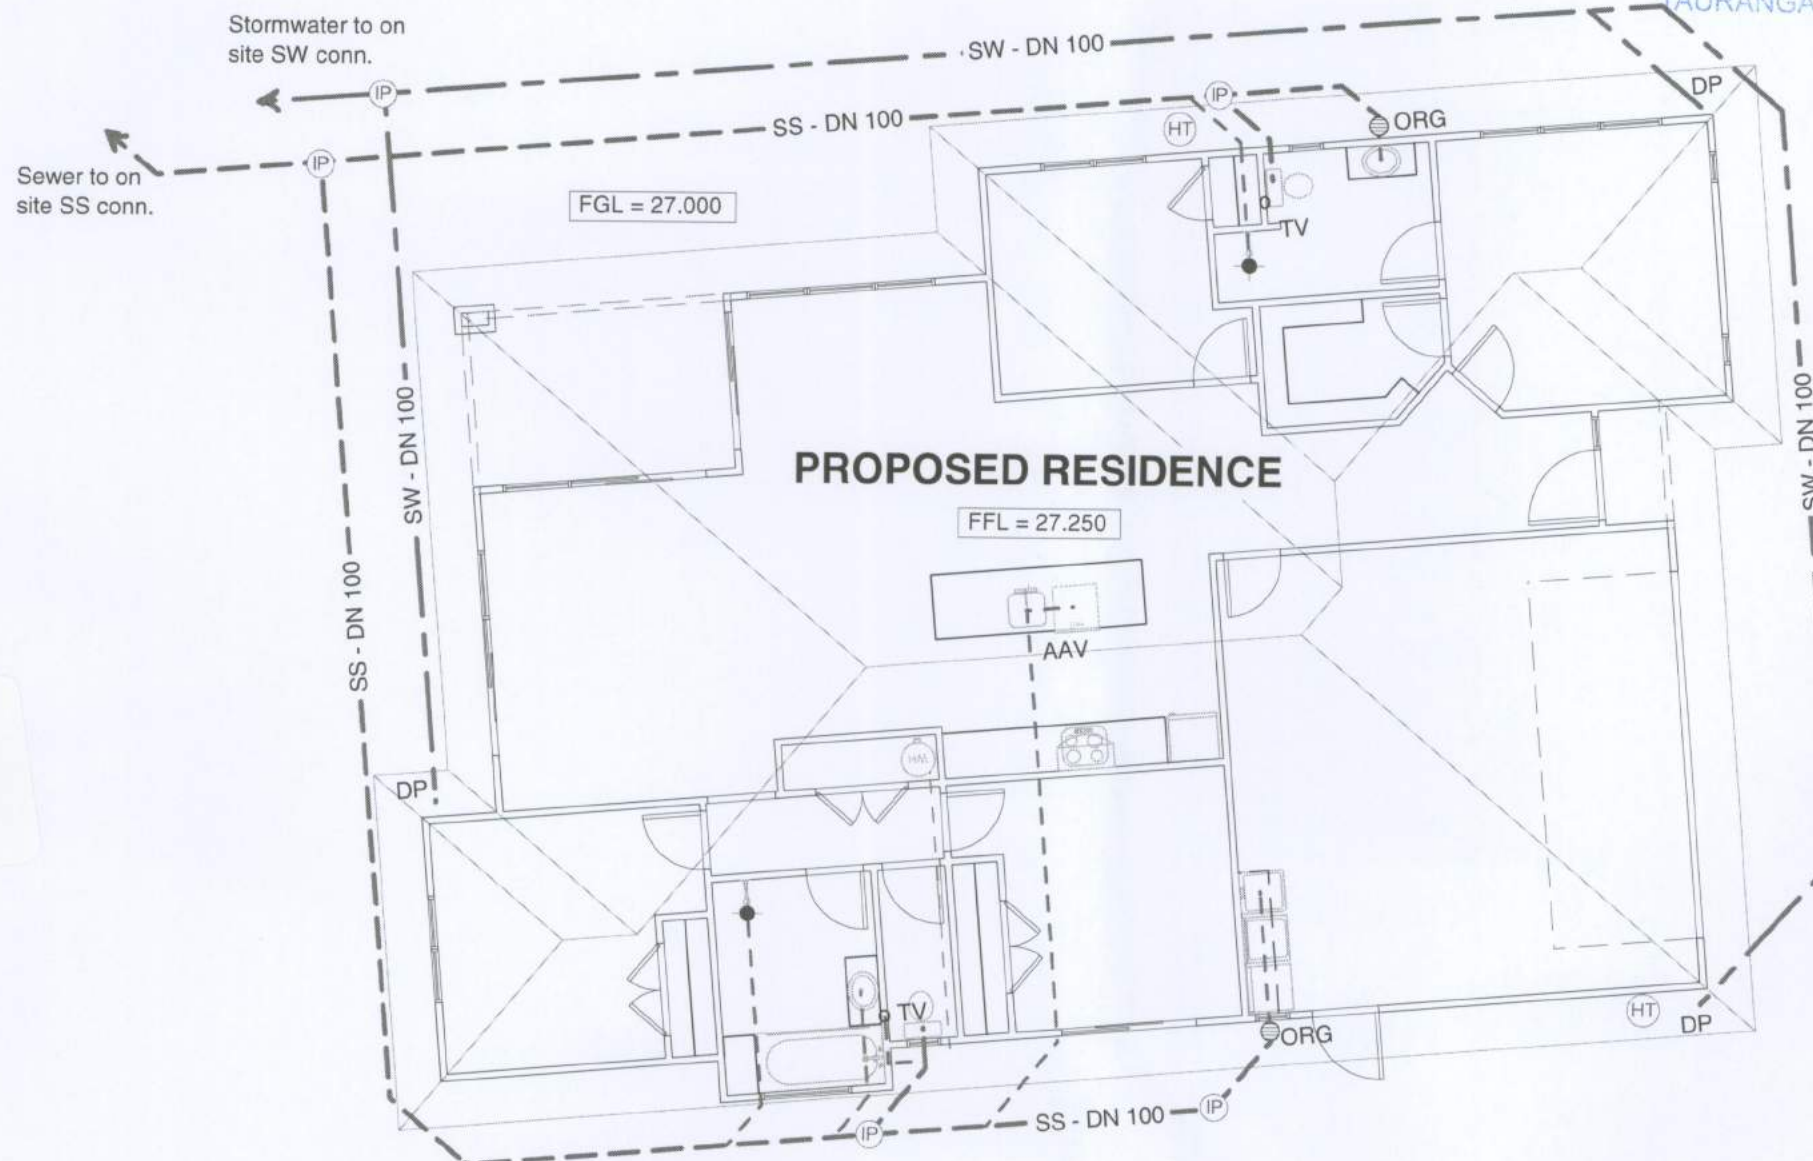 TAURANGA
Stormwater to on
site SW conn.
SW - DN 100
IP
IP
DP
SS - DN 100
HT
ORG
IP
Sewer to on
site SS conn.
FGL = 27.000
TV
SW - DN 100
SW - DN 100
PROPOSED RESIDENCE
FFL = 27.250
SS - DN 100
AAV
HW
DP
TV
HT
DP
ORG
SS - DN 100
IP
IP